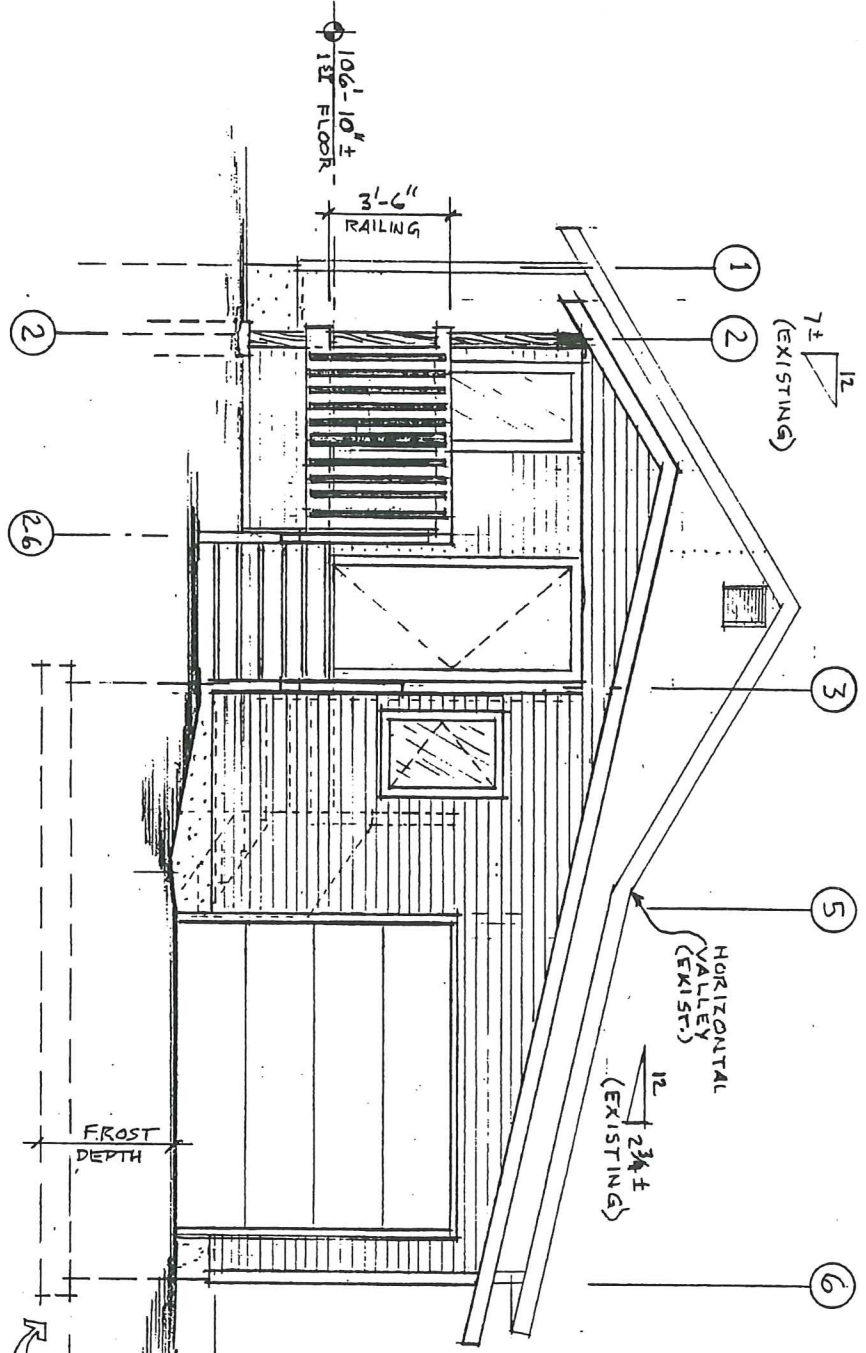 1
2
3
5
6
12
7±
(EXISTING)
HORIZONTAL
VALLEY
(EXIST.)
12
2¾±
(EXISTING)
3'-6"
RAILING
106'-10"±
1ST FLOOR
FROST
DEPTH
2
2.6